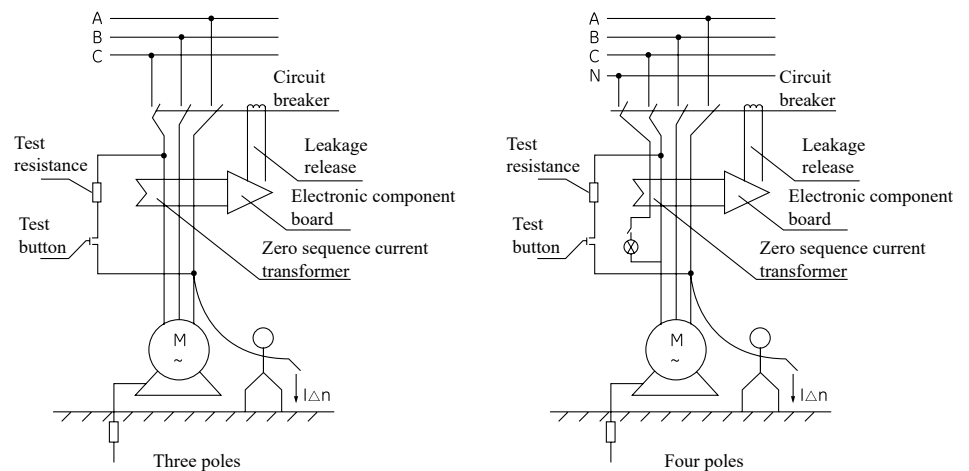 A
B
C
Circuit
breaker
Test
resistance
Leakage
release
Electronic component
board
Test
button
Zero sequence current
transformer
M
~
I△n
Three poles
A
B
C
N
Circuit
breaker
Test
resistance
Leakage
release
Electronic component
board
Test
button
Zero sequence current
transformer
M
~
I△n
Four poles